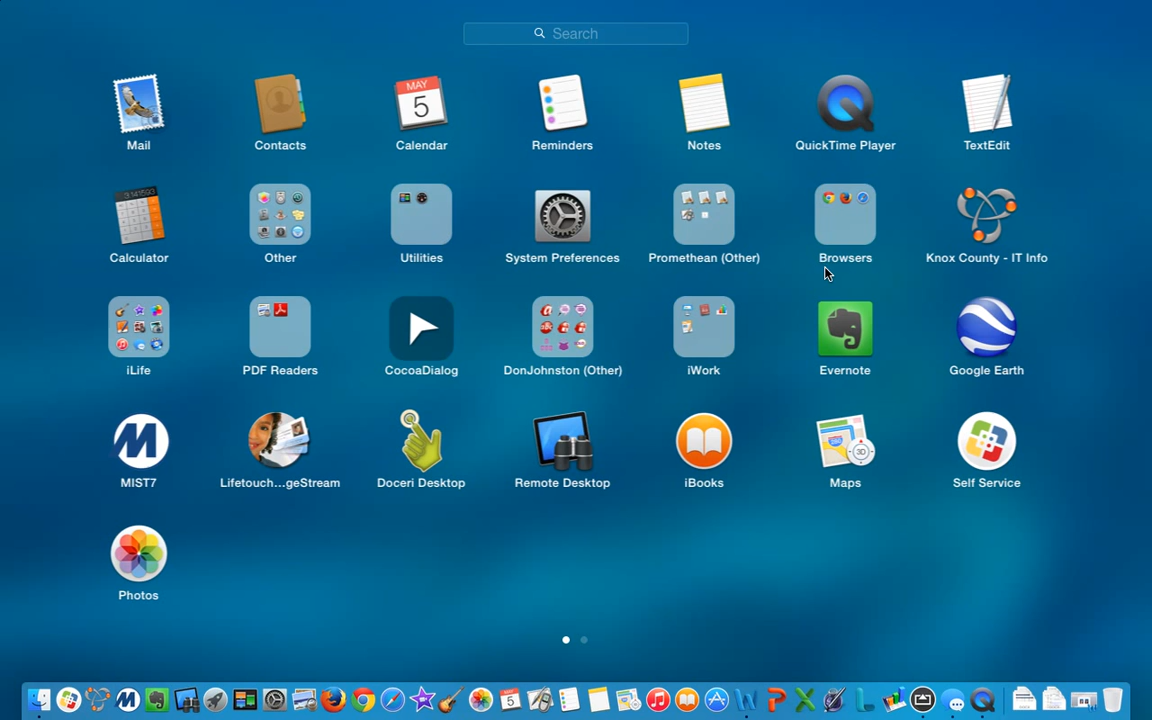 Search
Mail Contacts Calendar Reminders Notes QuickTime Player TextEdit
MAY
5
Calculator Other Utilities System Preferences Promethean (Other) Browsers Knox County - IT Info
iLife PDF Readers CocoaDialog DonJohnston (Other) iWork Evernote Google Earth
MIST7 Lifetouch...geStream Doceri Desktop Remote Desktop iBooks Maps Self Service
3D
Photos
5